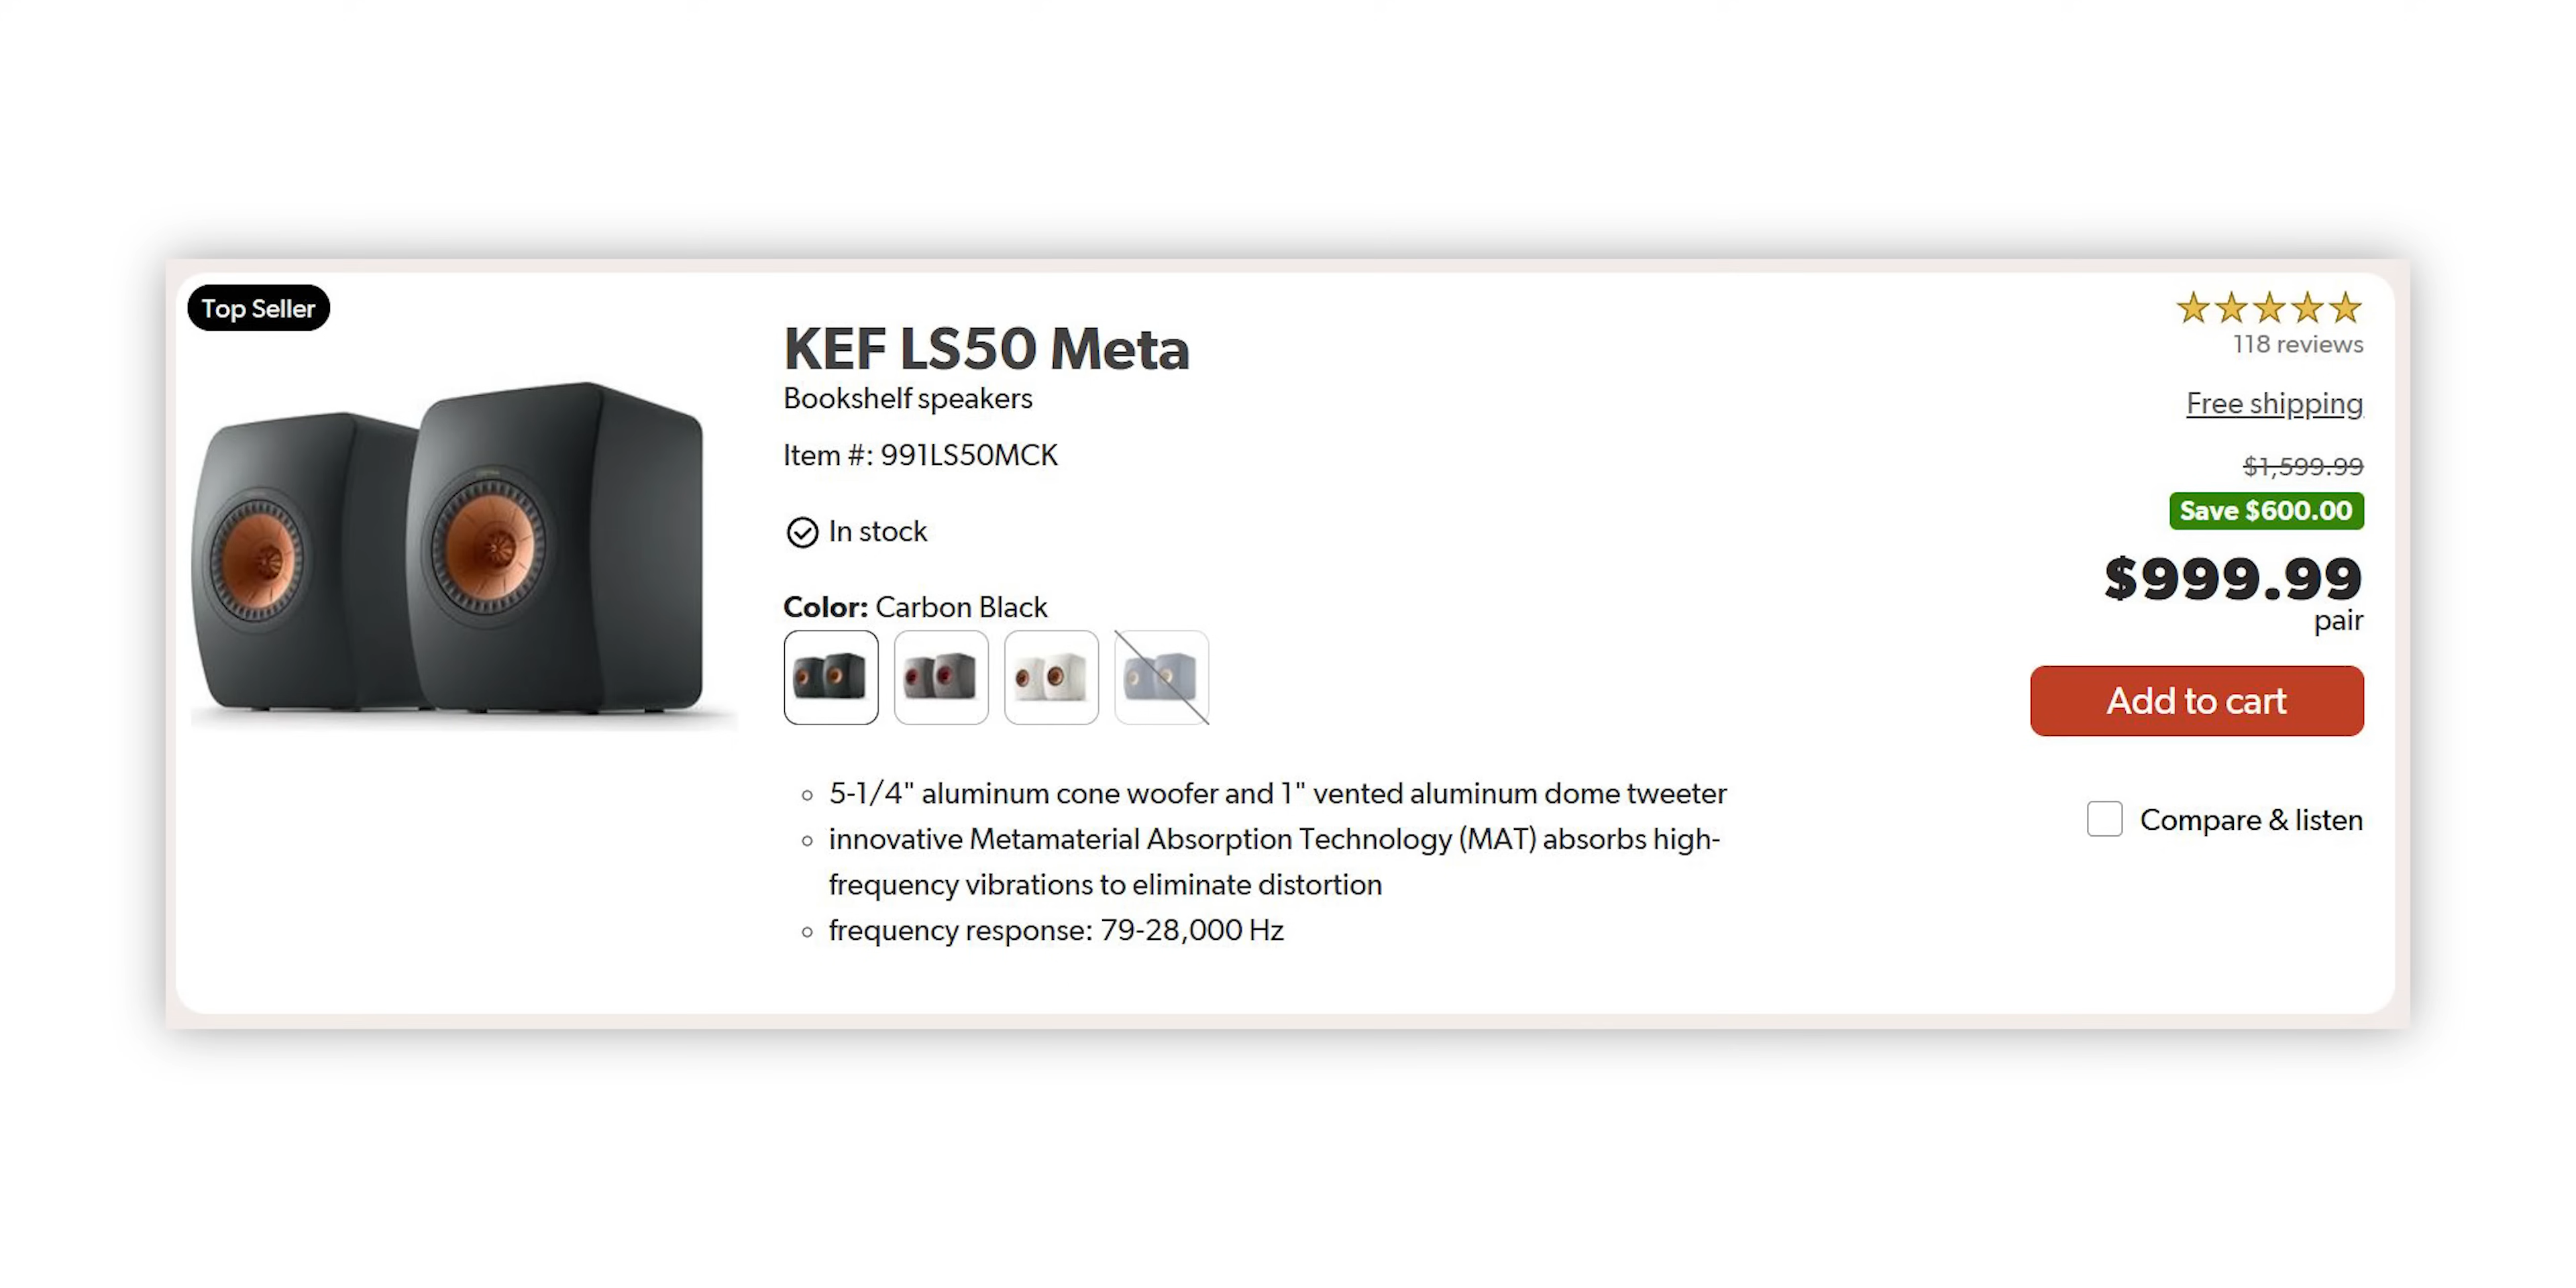 Top Seller
KEF LS50 Meta
Bookshelf speakers
Item #: 991LS50MCK
In stock
Color: Carbon Black
5-1/4" aluminum cone woofer and 1" vented aluminum dome tweeter
innovative Metamaterial Absorption Technology (MAT) absorbs high-
frequency vibrations to eliminate distortion
frequency response: 79-28,000 Hz
118 reviews
Free shipping
$1,599.99
Save $600.00
$999.99
pair
Add to cart
Compare & listen